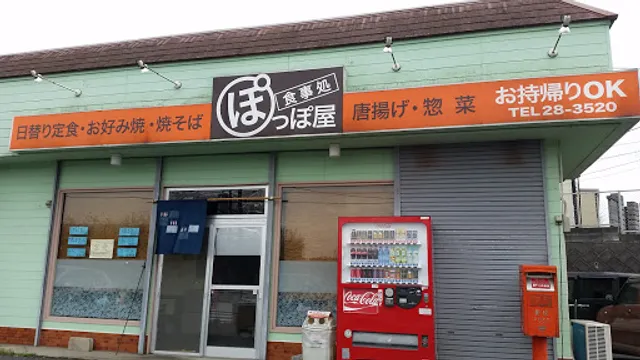 日替り定食・お好み焼・焼そば
食事処
ぽっぽ屋
唐揚げ・惣菜
お持帰りOK
TEL 28-3520
Coca-Cola